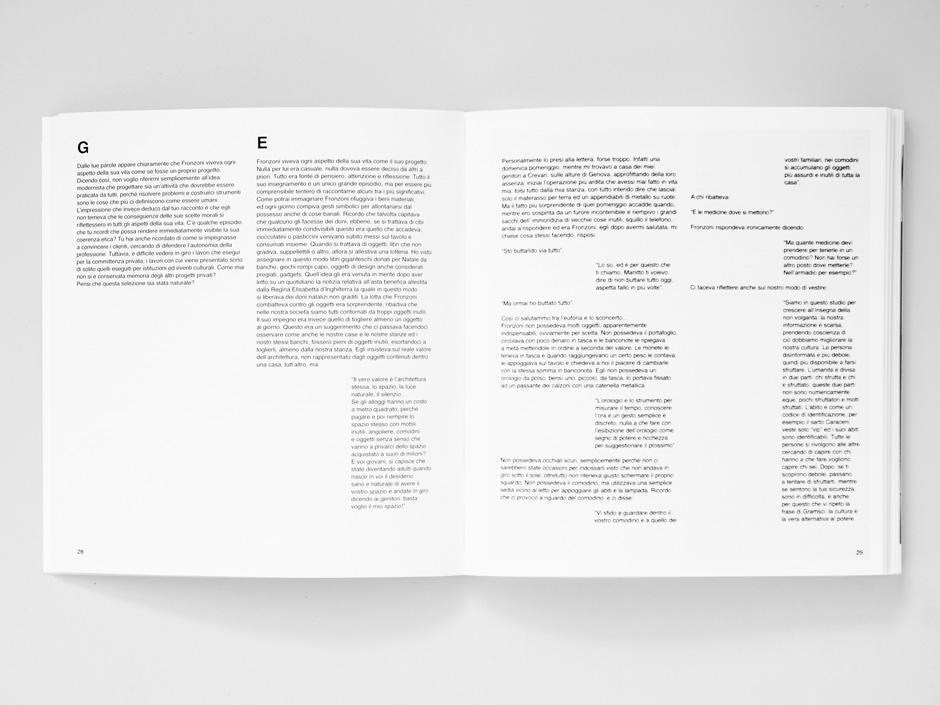 G
Dalle tue parole appare chiaramente che Fronzoni viveva ogni
aspetto della sua vita come se fosse un proprio progetto.
Dicendo così, non voglio riferirmi semplicemente all'idea
modernista che progettare sia un'attività che dovrebbe essere
praticata da tutti, perché risolvere problemi e costruirsi strumenti
sono le cose che più ci definiscono come essere umani.
L'impressione che invece deduco dal tuo racconto è che egli
non temeva che le conseguenze delle sue scelte morali si
riflettessero in tutti gli aspetti della sua vita. C'è qualche episodio
che tu ricordi che possa rendere immediatamente visibile la sua
coerenza etica? Tu hai anche ricordato di come si impegnasse
a convincere i clienti, cercando di difendere l'autonomia della
professione. Tuttavia, è difficile vedere in giro i lavori che eseguì
per la committenza privata; i lavori con cui viene presentato sono
di solito quelli eseguiti per istituzioni ed eventi culturali. Come mai
non si è conservata memoria degli altri progetti privati?
Pensi che questa selezione sia stata naturale?
E
Fronzoni viveva ogni aspetto della sua vita come il suo progetto.
Nulla per lui era casuale, nulla doveva essere deciso da altri a
priori. Tutto era fonte di pensiero, attenzione e riflessione. Tutto il
suo insegnamento è un unico grande episodio, ma per essere più
comprensibile tenterò di raccontarne alcuni tra i più significativi.
Come potrai immaginare Fronzoni rifuggiva i beni materiali,
ed ogni giorno compiva gesti simbolici per allontanarsi dal
possesso anche di cose banali. Ricordo che talvolta capitava
che qualcuno gli facesse dei doni, ebbene, se si trattava di cibi
immediatamente condivisibili questo era quello che accadeva;
cioccolatini o pasticcini venivano subito messi sul tavolo e
consumati insieme. Quando si trattava di oggetti, libri che non
gradiva, suppellettili o altro, allora si allestiva una lotteria. Ho visto
assegnare in questo modo libri giganteschi donati per Natale da
banche, giochi rompi capo, oggetti di design anche considerati
pregiati, gadgets. Quell'idea gli era venuta in mente dopo aver
letto su un quotidiano la notizia relativa all'asta benefica allestita
dalla Regina Elisabetta d'Inghilterra la quale in questo modo
si liberava dei doni natalizi non graditi. La lotta che Fronzoni
combatteva contro gli oggetti era sorprendente, ribadiva che
nelle nostra società siamo tutti confornati da troppi oggetti inutili.
Il suo impegno era invece quello di togliere almeno un oggetto
al giorno. Questo era un suggerimento che ci passava facendoci
osservare come anche le nostre case e le nostre stanze ed i
nostri stessi banchi, fossero pieni di oggetti inutili, esortandoci a
toglierli, almeno dalla nostra stanza. Egli insisteva sul reale valore
dell'architettura, non rappresentato dagli oggetti contenuti dentro
una casa, tutt'altro, ma:
"Il vero valore è l'architettura
stessa, lo spazio, la luce
naturale, il silenzio...
Se gli alloggi hanno un costo
a metro quadrato, perché
pagare e poi riempire lo
spazio stesso con mobili
inutili, angoliere, comodini
e oggetti senza senso che
vanno a privarci dello spazio
acquistato a suon di milioni?
E voi giovani, si capisce che
state diventando adulti quando
nasce in voi il desiderio
sano e naturale di avere il
vostro spazio e andate in giro
dicendo ai genitori: basta
voglio il mio spazio!"
28
Personalmente lo presi alla lettera, forse troppo. Infatti una
domenica pomeriggio, mentre mi trovavo a casa dei miei
genitori a Crevari, sulle alture di Genova, approfittando della loro
assenza, iniziai l'operazione più ardita che avessi mai fatto in vita
mia: toisi tutto dalla mia stanza, con tutto intendo dire che lasciai
solo il materasso per terra ed un appendiabiti di metallo su ruote.
Ma il fatto più sorprendente di quel pomeriggio accadde quando,
mentre ero sospinta da un furore incontenibile e riempivo i grandi
sacchi dell' immondizia di vecchie cose inutili, squillò il telefono,
andai a rispondere ed era Fronzoni, egli dopo avermi salutata, mi
chiese cosa stessi facendo, risposi:
"Sto buttando via tutto".
"Lo so, ed è per questo che
ti chiamo. Manitto ti volevo
dire di non buttare tutto oggi,
aspetta fallo in più volte".
"Ma ormai ho buttato tutto".
Così ci salutammo tra l'euforia e lo sconcerto...
Fronzoni non possedeva molti oggetti, apparentemente
indispensabili, ovviamente per scelta. Non possedeva il portafoglio,
circolava con poco denaro in tasca e le banconote le spiegava
a metà mettendole in ordine a seconda del valore. Le monete le
teneva in tasca e quando raggiungevano un certo peso le contava,
le appoggiava sul tavolo e chiedeva a noi il piacere di cambiarle
con la stessa somma in banconota. Egli non possedeva un
orologio da polso, bensì uno, piccolo, da tasca, lo portava fissato
ad un passante dei calzoni con una catenella metallica.
"L'orologio è lo strumento per
misurare il tempo, conoscere
l'ora è un gesto semplice e
discreto, nulla a che fare con
l'esibizione dell'orologio come
segno di potere e ricchezza
per suggestionare il prossimo".
Non possedeva occhiali scuri, semplicemente perché non ci
sarebbero state occasioni per indossarli visto che non andava in
giro sotto il sole, oltretutto non riteneva giusto schermare il proprio
sguardo. Non possedeva il comodino, ma utilizzava una semplice
sedia vicino al letto per appoggiare gli abiti e la lampada. Ricordo
che ci provocò a riguardo del comodino, e ci disse:
"Vi sfido a guardare dentro il
vostro comodino e a quello dei
vostri familiari, nei comodini
si accumulano gli oggetti
più assurdi e inutili di tutta la
casa".
A chi ribatteva:
"E le medicine dove si mettono?"
Fronzoni rispondeva ironicamente dicendo:
"Ma quante medicine devi
prendere per tenerle in un
comodino? Non hai forse un
altro posto dove metterle?
Nell'armadio per esempio?"
Ci faceva riflettere anche sul nostro modo di vestire:
"Siamo in questo studio per
crescere all'insegna della
non volgarità, la nostra
informazione è scarsa,
prendendo coscienza di
ciò dobbiamo migliorare la
nostra cultura. La persona
disinformata è più debole,
quindi più disponibile a farsi
sfruttare. L'umanità è divisa
in due parti: chi sfrutta e chi
è sfruttato, queste due parti
non sono numericamente
eque, pochi sfruttatori e molti
sfruttati. L'abito è come un
codice di identificazione, per
esempio il sarto Caraceni
veste solo "vip" ed i suoi abiti
sono identificabili. Tutte le
persone si rivolgono alle altre
cercando di capire con chi
hanno a che fare vogliono
capire chi sei. Dopo, se ti
scoprono debole, passano
a tentare di sfruttarti, mentre
se sentono la tua sicurezza,
sono in difficoltà, e anche
per questo che vi ripeto la
frase di Gramsci: la cultura è
la vera alternativa al potere.
29